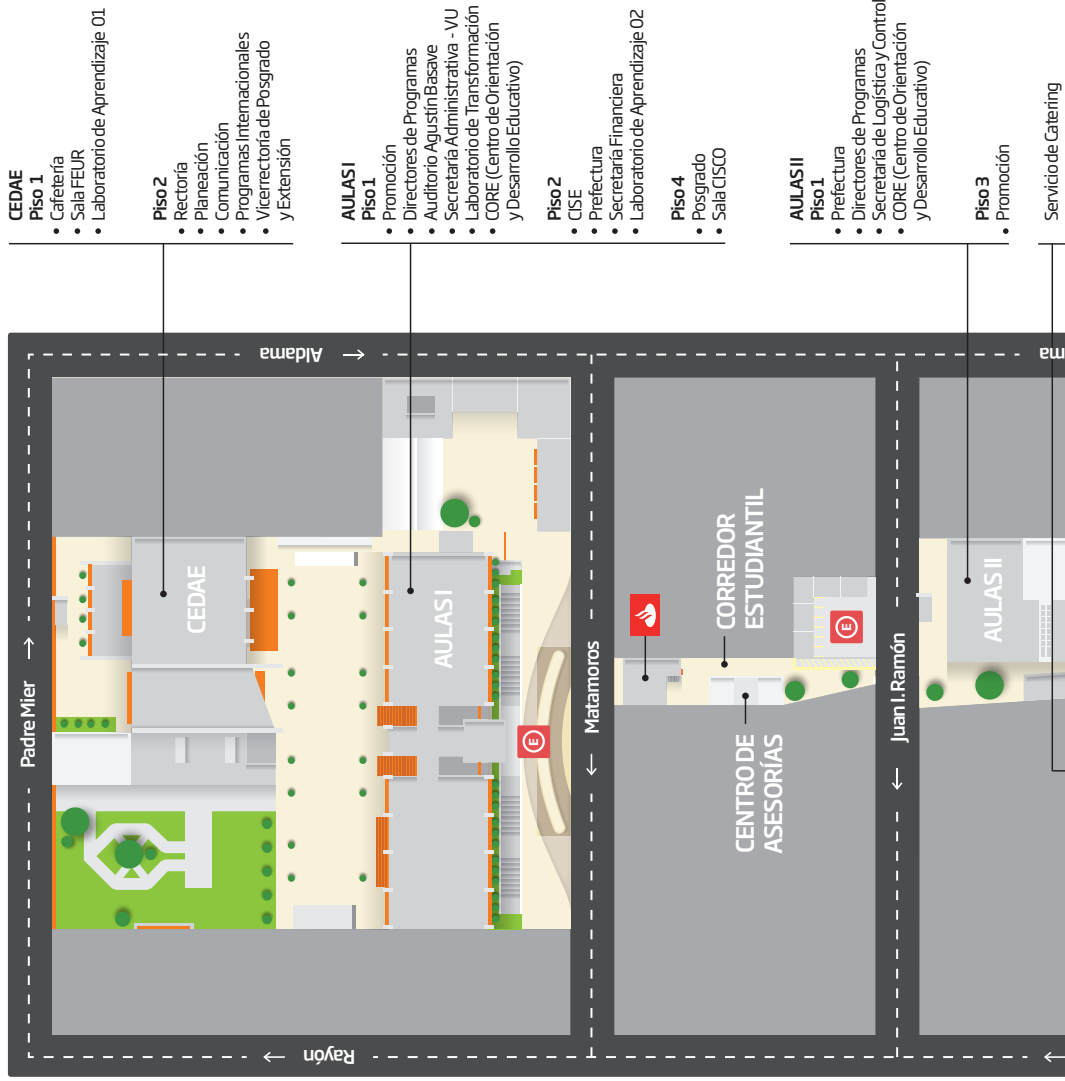 CEDAE
Piso 1
• Cafetería
• Sala FEUR
• Laboratorio de Aprendizaje 01
Piso 2
• Rectoría
• Planeación
• Comunicación
• Programas Internacionales
• Vicerrectoría de Posgrado
y Extensión
AULAS I
Piso 1
• Promoción
• Directores de Programas
• Auditorio Agustín Basave
• Secretaría Administrativa - VU
• Laboratorio de Transformación
• CORE (Centro de Orientación
y Desarrollo Educativo)
Piso 2
• CISE
• Prefectura
• Secretaría Financiera
• Laboratorio de Aprendizaje 02
Piso 4
• Posgrado
• Sala CISCO
AULAS II
Piso 1
• Prefectura
• Directores de Programas
• Secretaría de Logística y Control
• CORE (Centro de Orientación
y Desarrollo Educativo)
Piso 3
• Promoción
Servicio de Catering
Padre Mier
Aldama
CEDAE
AULAS I
E
Matamoros
CORREDOR
ESTUDIANTIL
E
CENTRO DE
ASESORÍAS
Juan I. Ramón
AULAS II
Rayón
ma